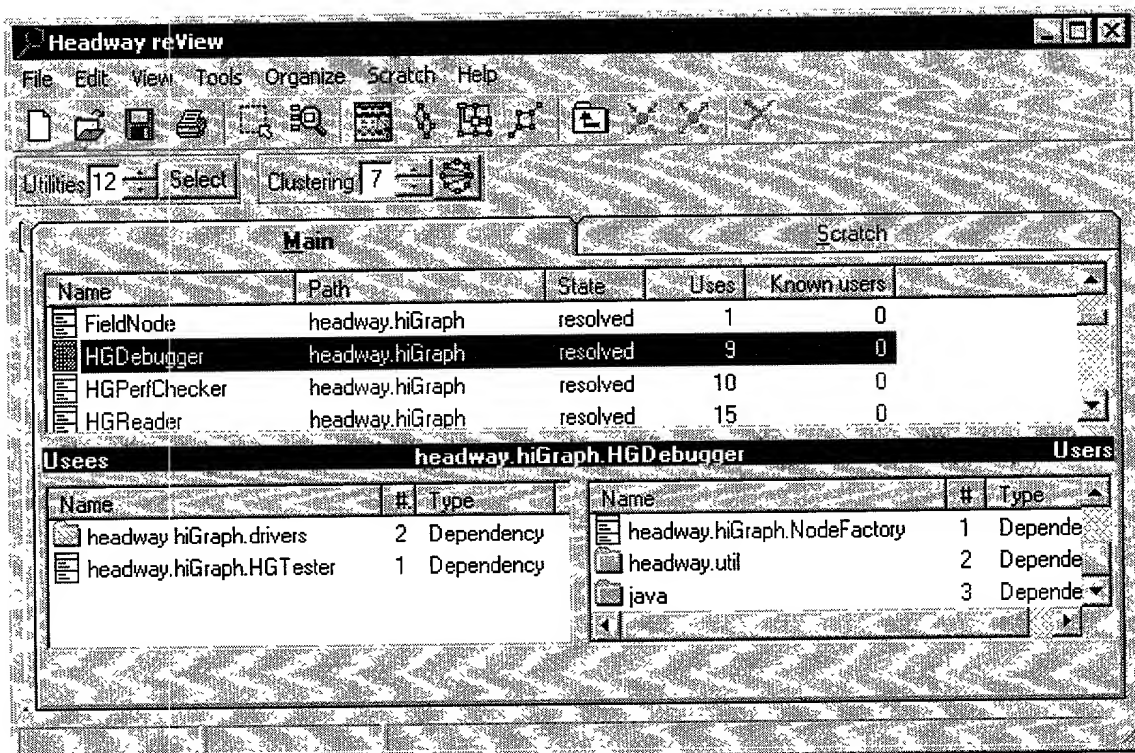 Headway reView
File Edit View Tools Organize Scratch Help
Utilities 12 Select Clustering 7
Main Scratch
Name Path State Uses Known users
FieldNode headway.hiGraph resolved 1 0
HGDebugger headway.hiGraph resolved 9 0
HGPerfChecker headway.hiGraph resolved 10 0
HGReader headway.hiGraph resolved 15 0
Usees headway.hiGraph.HGDebugger Users
Name # Type Name # Type
headway.hiGraph.drivers 2 Dependency headway.hiGraph.NodeFactory 1 Depende
headway.hiGraph.HGTester 1 Dependency headway.util 2 Depende
java 3 Depende